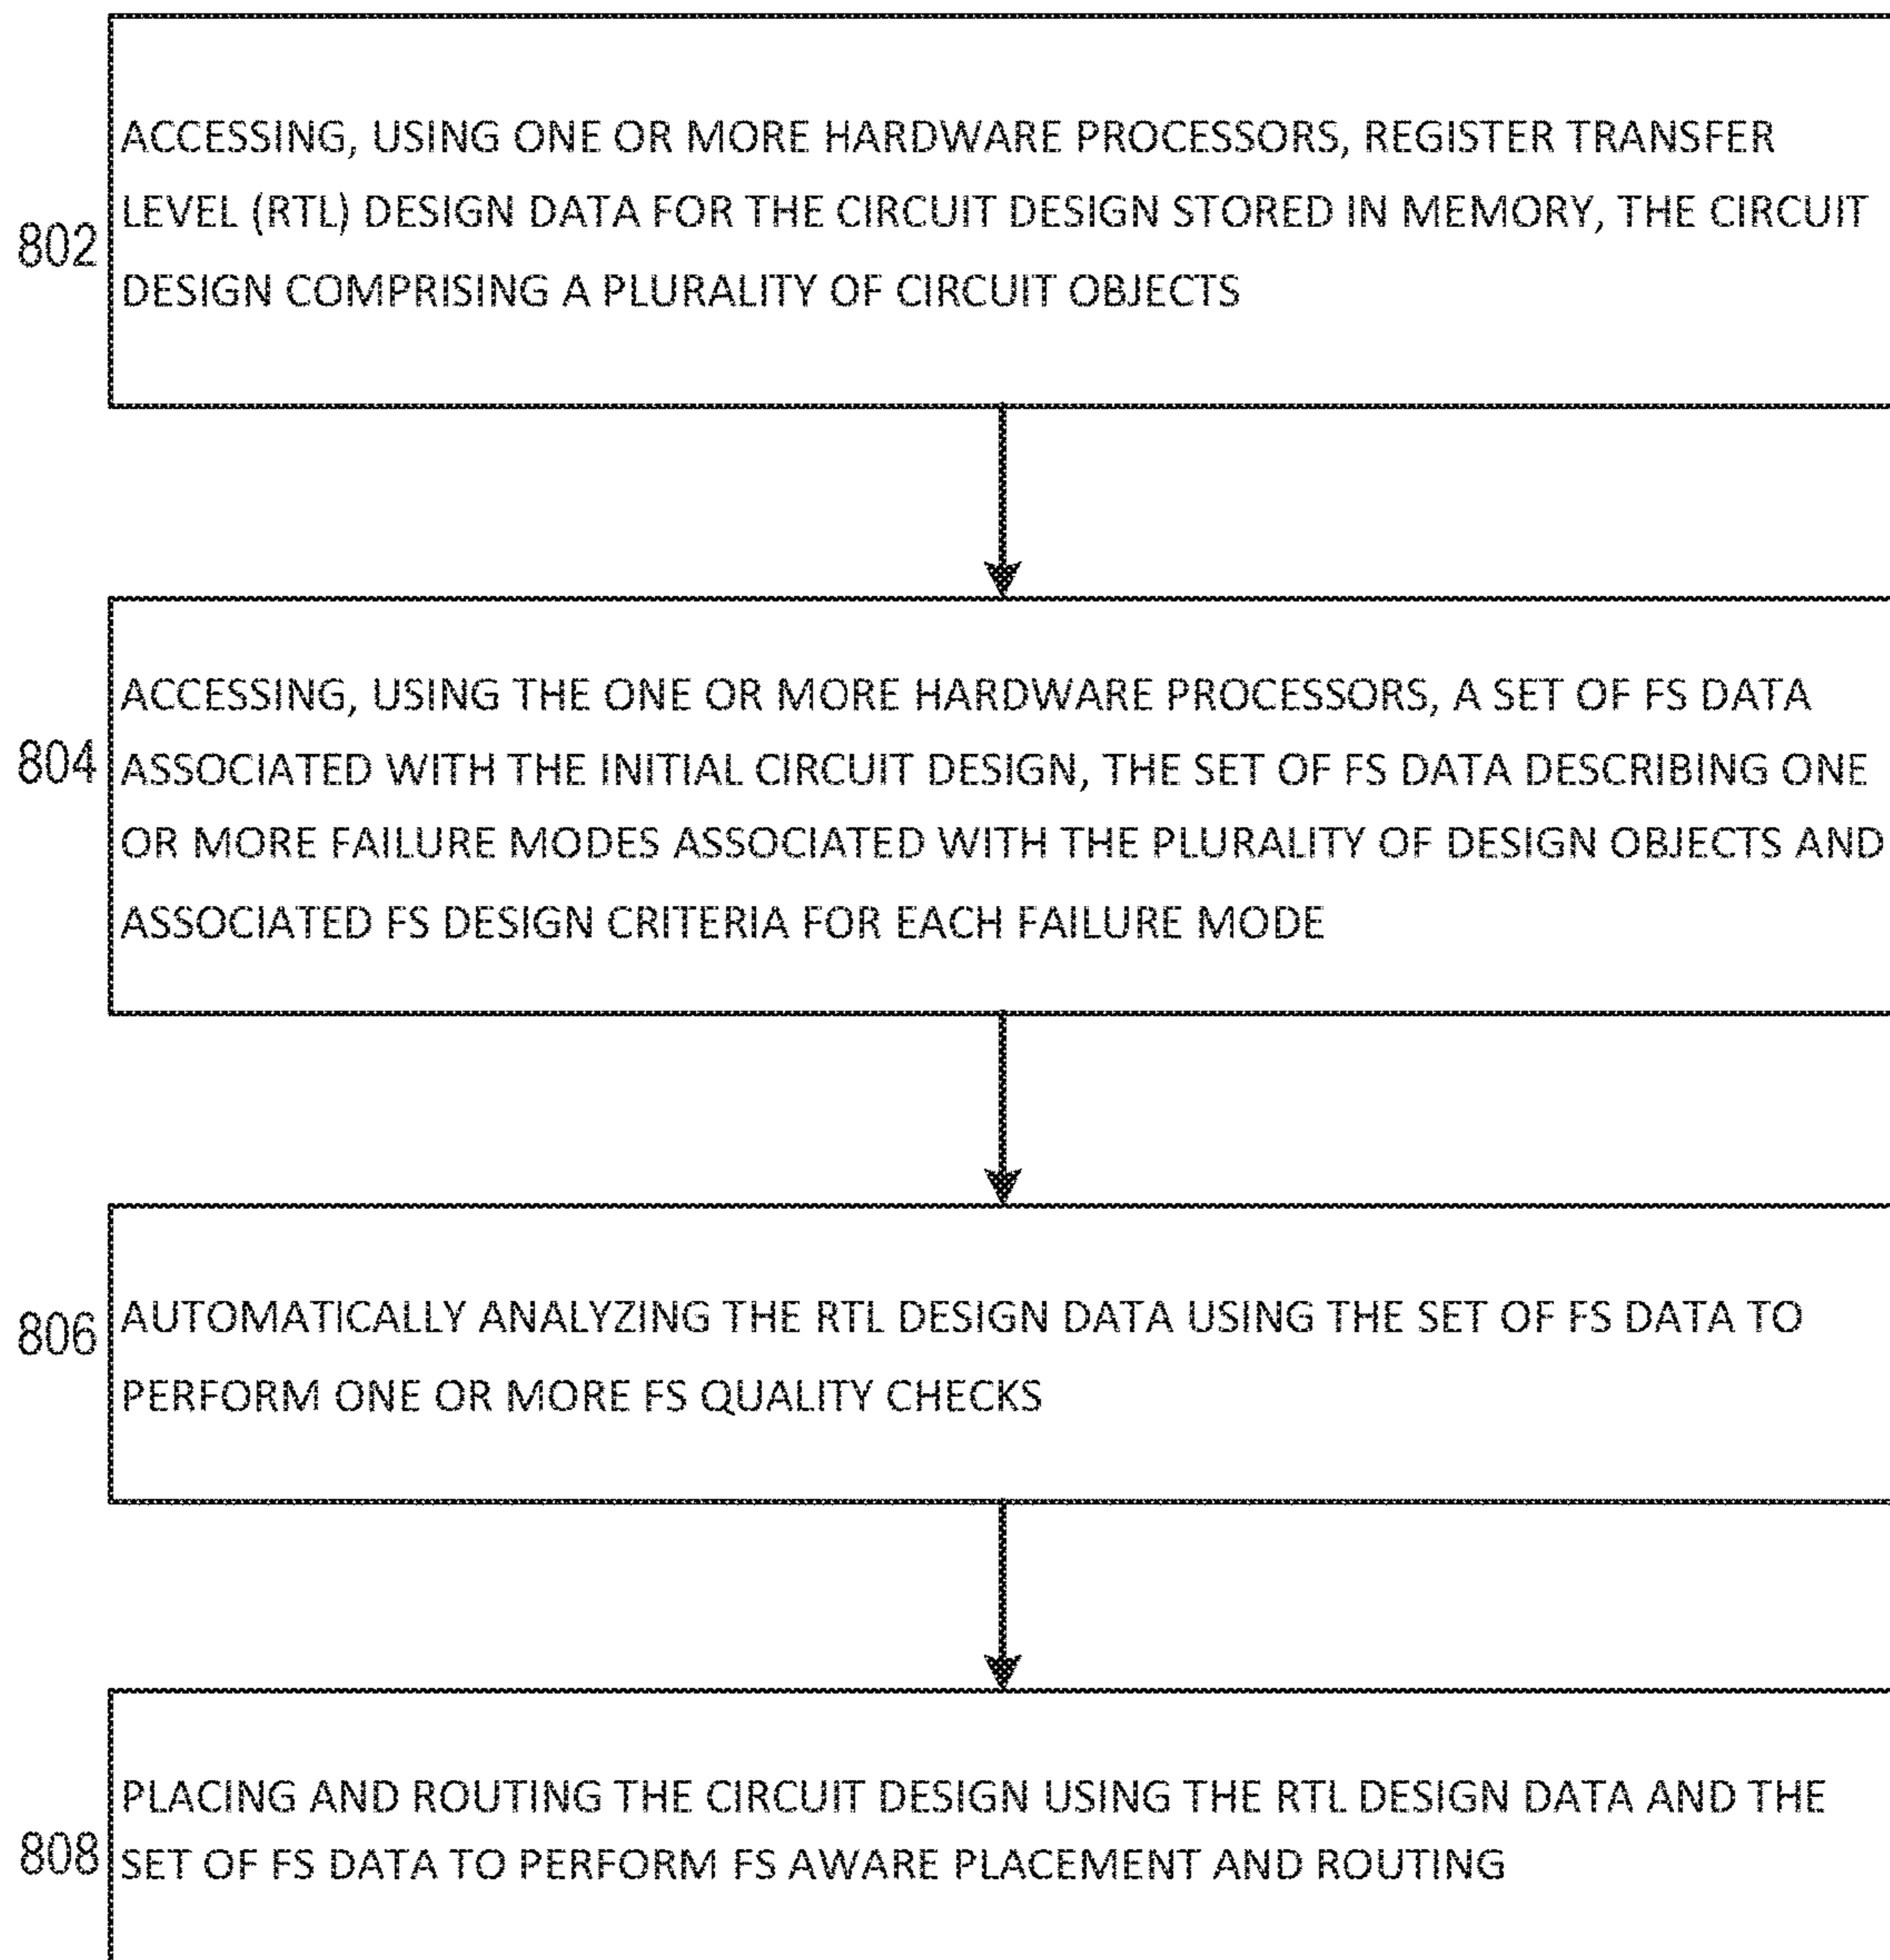 ACCESSING, USING ONE OR MORE HARDWARE PROCESSORS, REGISTER TRANSFER
LEVEL (RTL) DESIGN DATA FOR THE CIRCUIT DESIGN STORED IN MEMORY, THE CIRCUIT
802
DESIGN COMPRISING A PLURALITY OF CIRCUIT OBJECTS
ACCESSING, USING THE ONE OR MORE HARDWARE PROCESSORS, A SET OF FS DATA
804
ASSOCIATED WITH THE INITIAL CIRCUIT DESIGN, THE SET OF FS DATA DESCRIBING ONE
OR MORE FAILURE MODES ASSOCIATED WITH THE PLURALITY OF DESIGN OBJECTS AND
ASSOCIATED FS DESIGN CRITERIA FOR EACH FAILURE MODE
806
AUTOMATICALLY ANALYZING THE RTL DESIGN DATA USING THE SET OF FS DATA TO
PERFORM ONE OR MORE FS QUALITY CHECKS
PLACING AND ROUTING THE CIRCUIT DESIGN USING THE RTL DESIGN DATA AND THE
808
SET OF FS DATA TO PERFORM FS AWARE PLACEMENT AND ROUTING